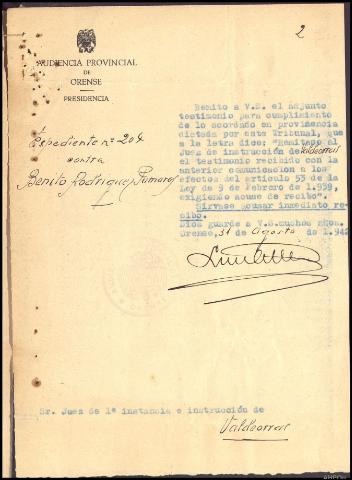 2
AUDIENCIA PROVINCIAL
DE
ORENSE
PRESIDENCIA
Expediente nº 204
contra
Benito Rodriguez Pumares
Remito a V.S. el adjunto
testimonio para cumplimiento
de lo acordado en providencia
dictada por este Tribunal, que
a la letra dice: "Remítase al
Juez de instrucción de Valdeorras
el testimonio recibido con la
anterior comunicación a los
efectos del artículo 53 de la
Ley de 9 de Febrero de 1.939,
exigiendo acuse de recibo".
Sírvase acusar inmediato re-
cibo.
Dios guarde a V.S. muchos años.
Orense, 31 de Agosto de 1.942
Sr. Juez de 1ª instancia e instrucción de
Valdeorras